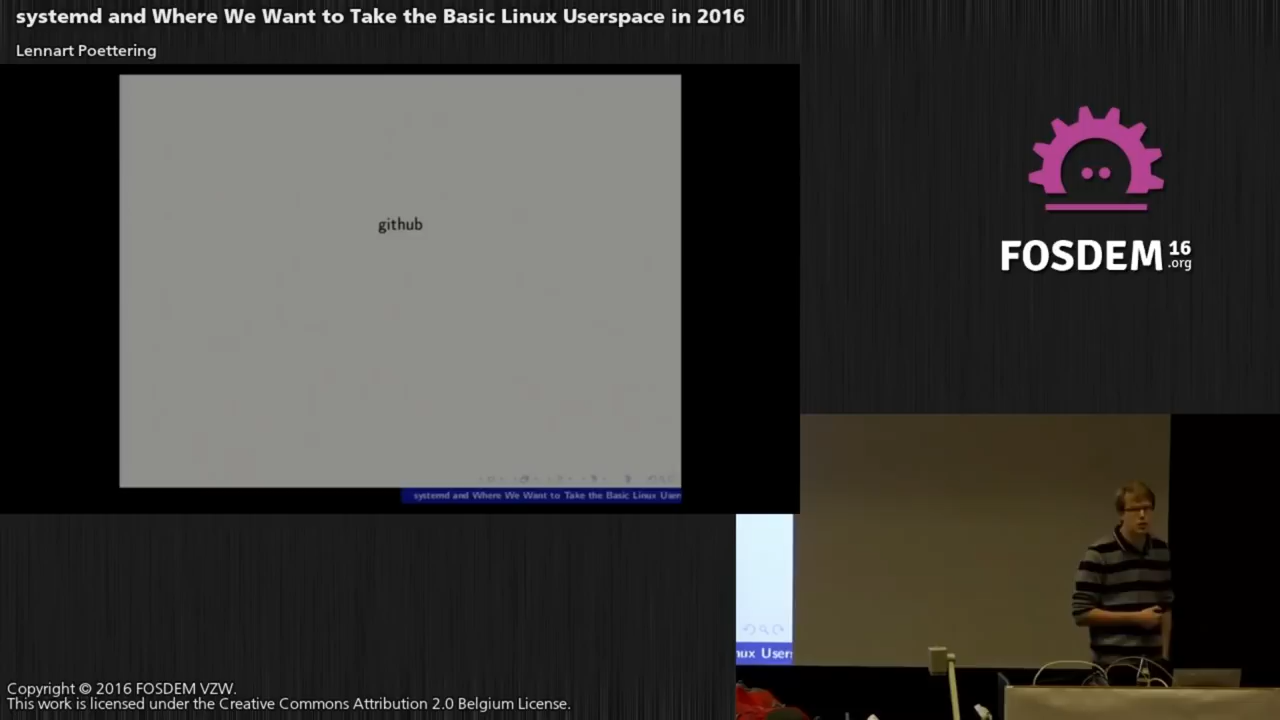 systemd and Where We Want to Take the Basic Linux Userspace in 2016
Lennart Poettering
github
systemd and Where We Want to Take the Basic Linux User
FOSDEM 16
.org
nux Users
Copyright © 2016 FOSDEM VZW.
This work is licensed under the Creative Commons Attribution 2.0 Belgium License.